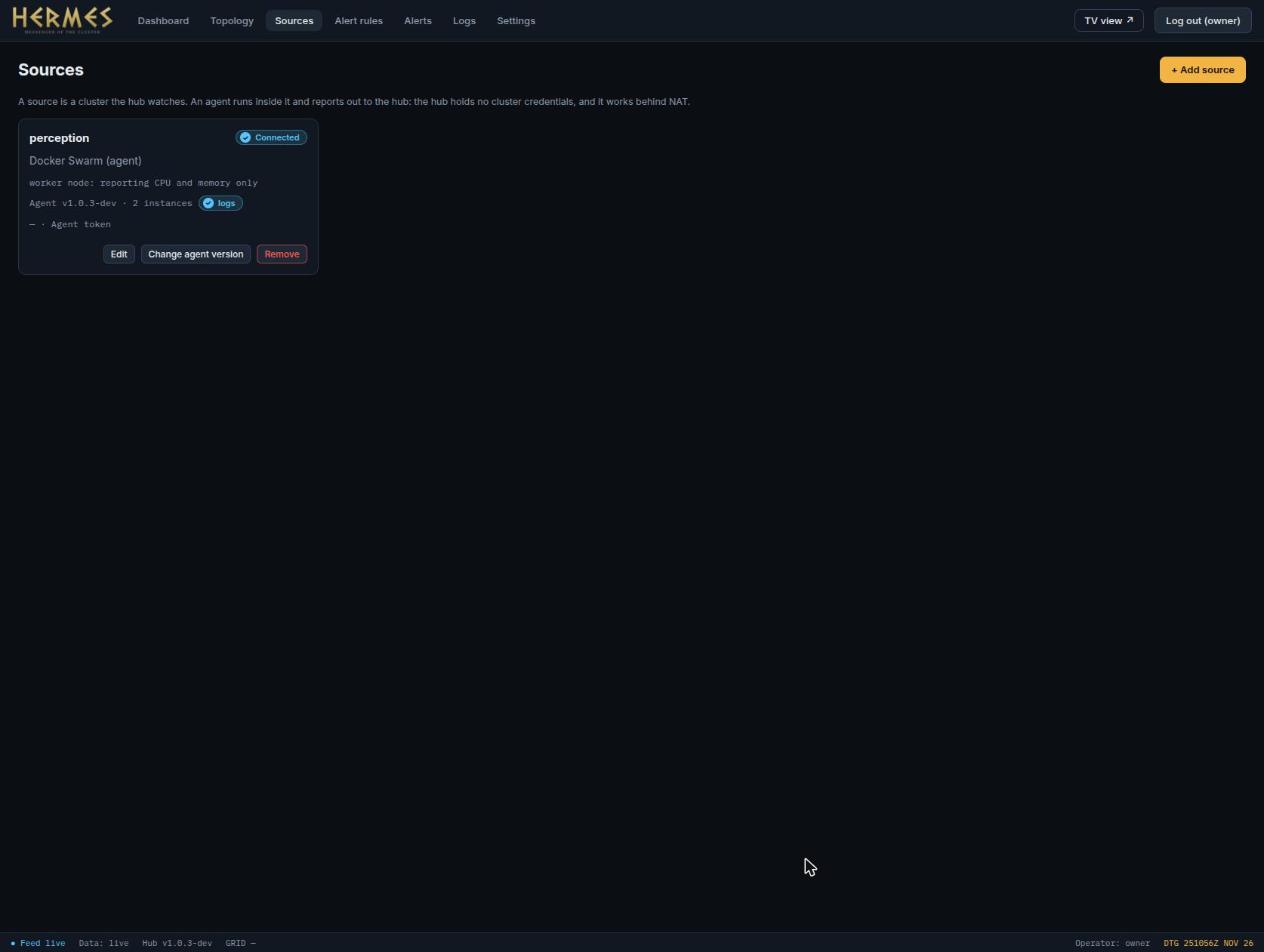 HERMES
MESSENGER OF THE CLUSTER
Dashboard Topology Sources Alert rules Alerts Logs Settings TV view ↗ Log out (owner)
Sources
+ Add source
A source is a cluster the hub watches. An agent runs inside it and reports out to the hub: the hub holds no cluster credentials, and it works behind NAT.
perception
Connected
Docker Swarm (agent)
worker node: reporting CPU and memory only
Agent v1.0.3-dev · 2 instances logs
— · Agent token
Edit Change agent version Remove
Feed live Data: live Hub v1.0.3-dev GRID — Operator: owner DTG 251056Z NOV 26